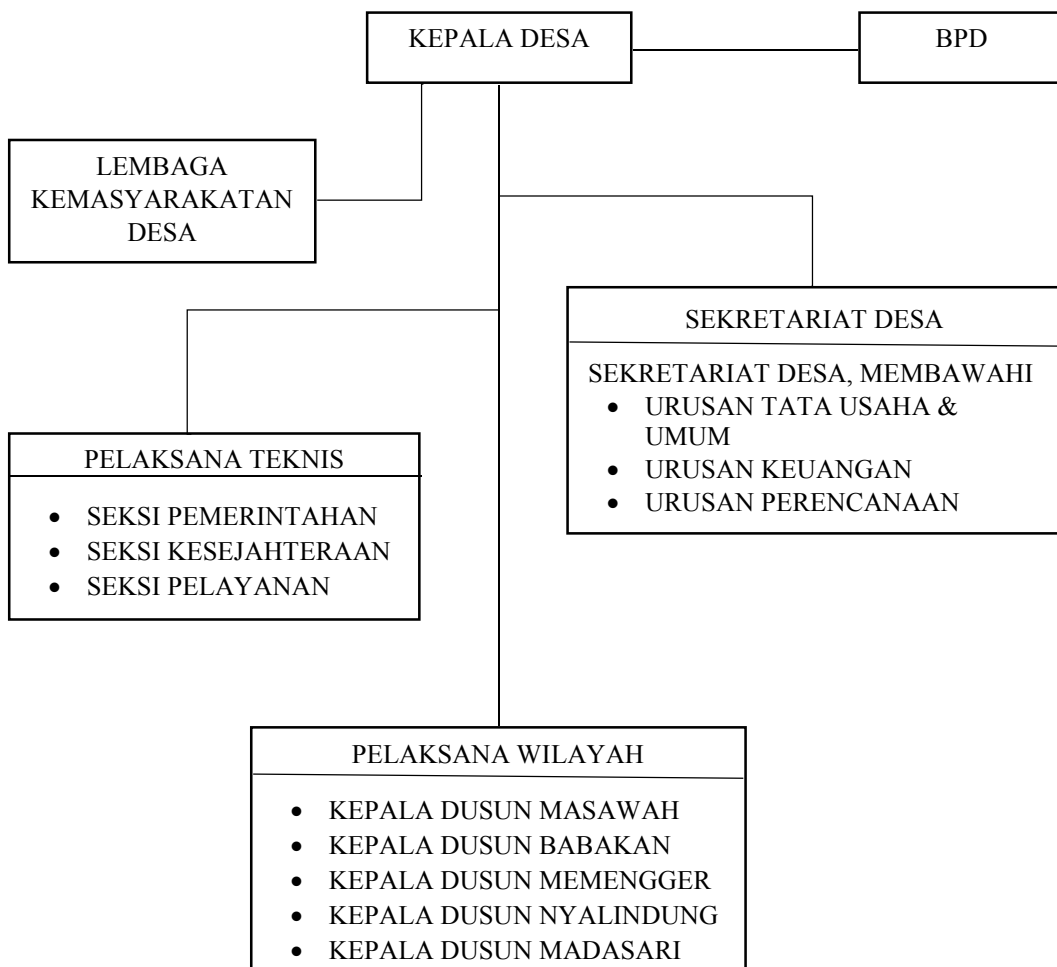 KEPALA DESA
BPD
LEMBAGA
KEMASYARAKATAN
DESA
SEKRETARIAT DESA
SEKRETARIAT DESA, MEMBAWAHI
• URUSAN TATA USAHA &
UMUM
• URUSAN KEUANGAN
• URUSAN PERENCANAAN
PELAKSANA TEKNIS
• SEKSI PEMERINTAHAN
• SEKSI KESEJAHTERAAN
• SEKSI PELAYANAN
PELAKSANA WILAYAH
• KEPALA DUSUN MASAWAH
• KEPALA DUSUN BABAKAN
• KEPALA DUSUN MEMENGGER
• KEPALA DUSUN NYALINDUNG
• KEPALA DUSUN MADASARI